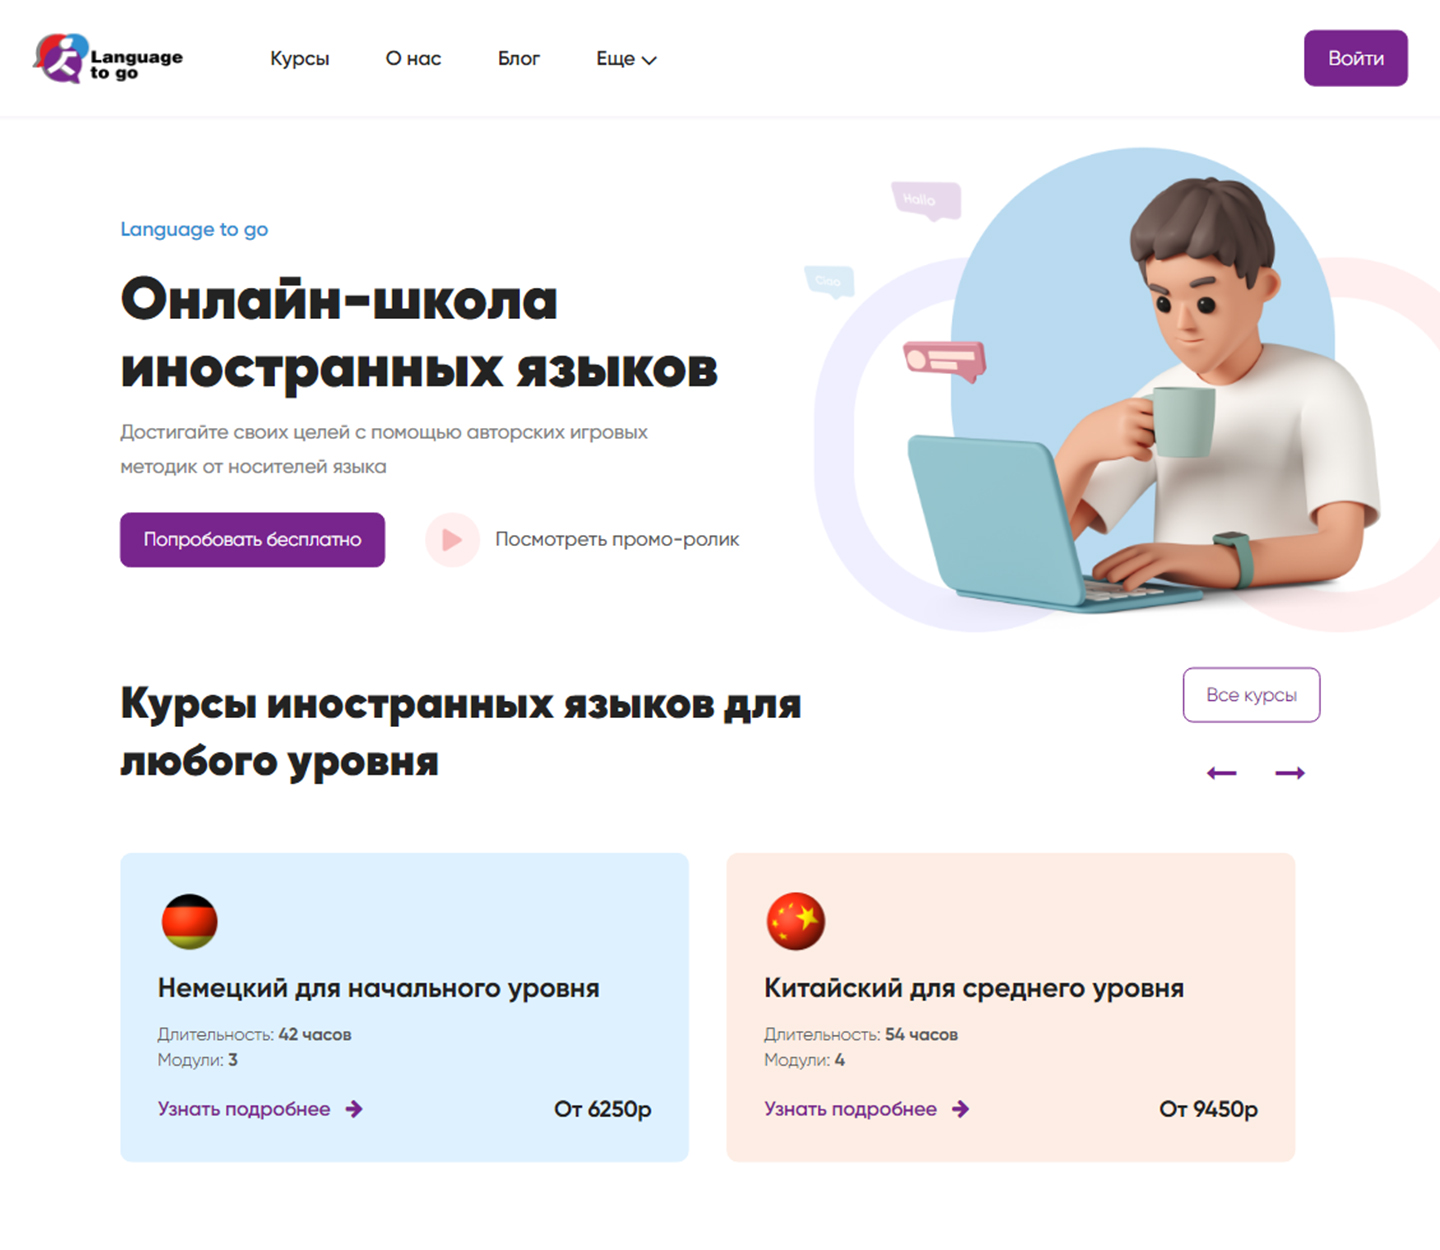 Language
to go
Курсы
О нас
Блог
Еще
Войти
Hallo
Ciao
Language to go
Онлайн-школа
иностранных языков
Достигайте своих целей с помощью авторских игровых
методик от носителей языка
Попробовать бесплатно
Посмотреть промо-ролик
Курсы иностранных языков для
любого уровня
Все курсы
Немецкий для начального уровня
Длительность: 42 часов
Модули: 3
Узнать подробнее
От 6250р
Китайский для среднего уровня
Длительность: 54 часов
Модули: 4
Узнать подробнее
От 9450р